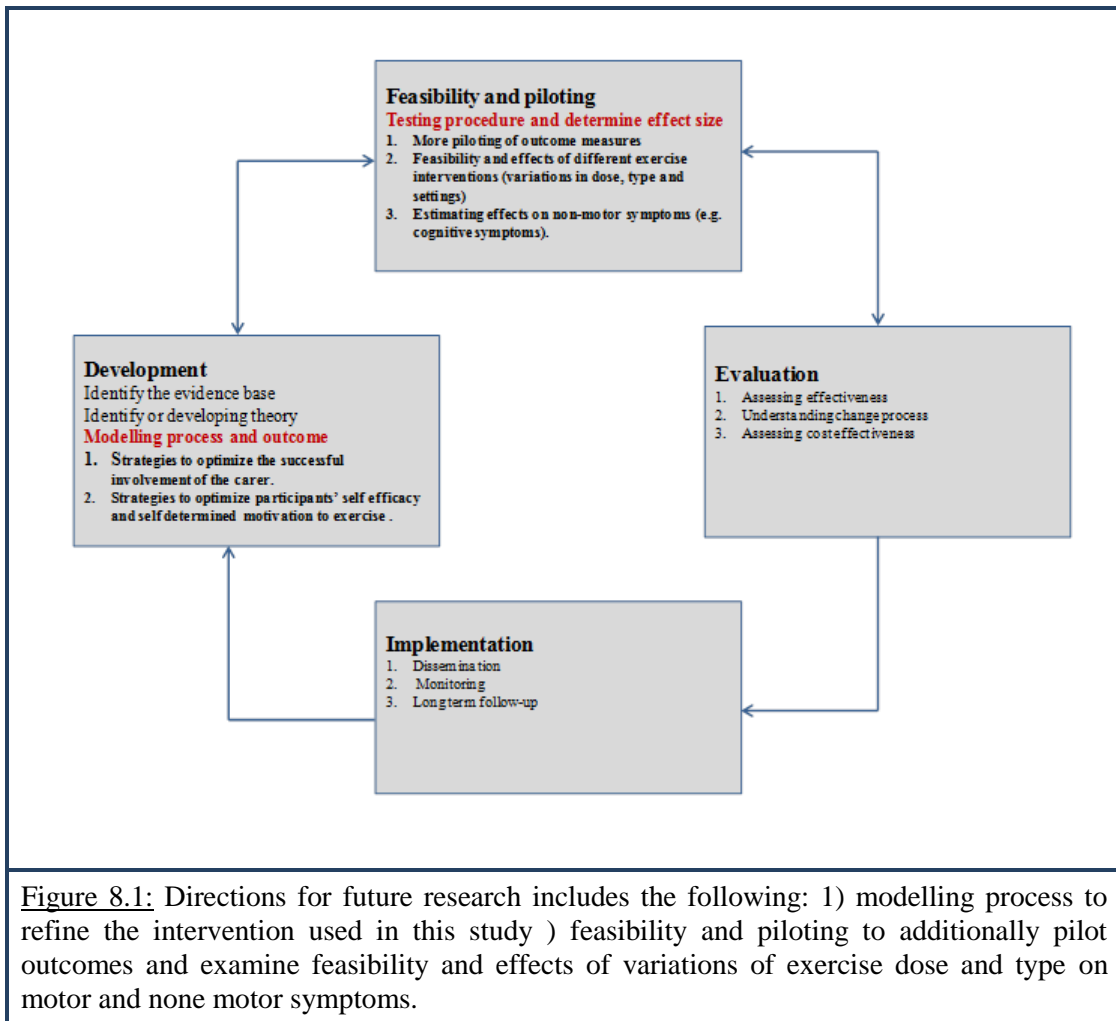 Feasibility and piloting
Testing procedure and determine effect size
1. More piloting of outcome measures
2. Feasibility and effects of different exercise
interventions (variations in dose, type and
settings)
3. Estimating effects on non-motor symptoms (e.g.
cognitive symptoms).
Development
Identify the evidence base
Identify or developing theory
Modelling process and outcome
1. Strategies to optimize the successful
involvement of the carer.
2. Strategies to optimize participants' self efficacy
and self determined motivation to exercise .
Evaluation
1. Assessing effectiveness
2. Understanding change process
3. Assessing cost effectiveness
Implementation
1. Dissemination
2. Monitoring
3. Long term follow-up
Figure 8.1: Directions for future research includes the following: 1) modelling process to
refine the intervention used in this study ) feasibility and piloting to additionally pilot
outcomes and examine feasibility and effects of variations of exercise dose and type on
motor and none motor symptoms.